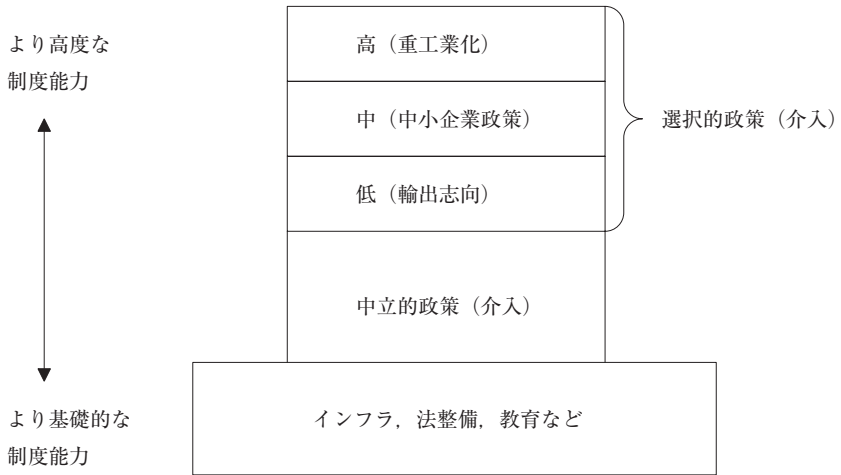 より高度な
制度能力
高（重工業化）
中（中小企業政策）
選択的政策（介入）
低（輸出志向）
中立的政策（介入）
より基礎的な
制度能力
インフラ，法整備，教育など